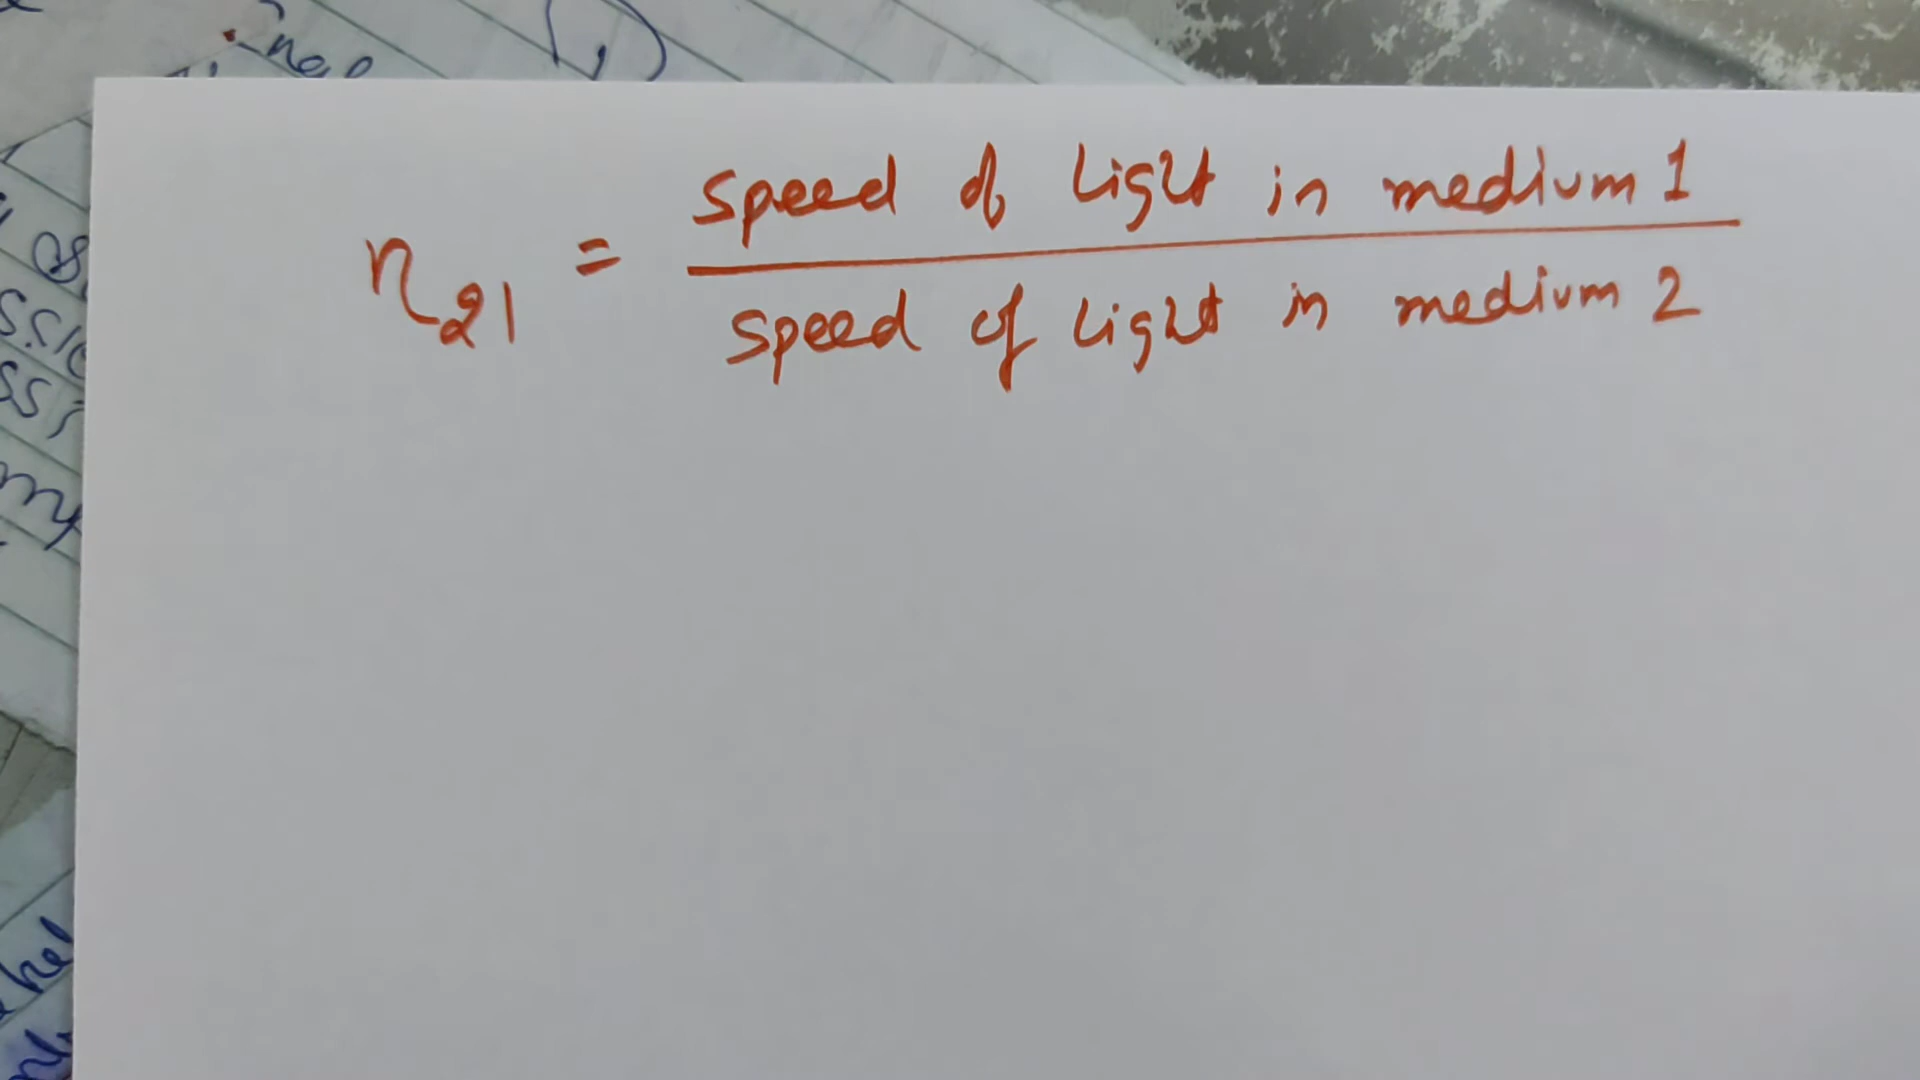 n21 = speed of light in medium 1
speed of light in medium 2